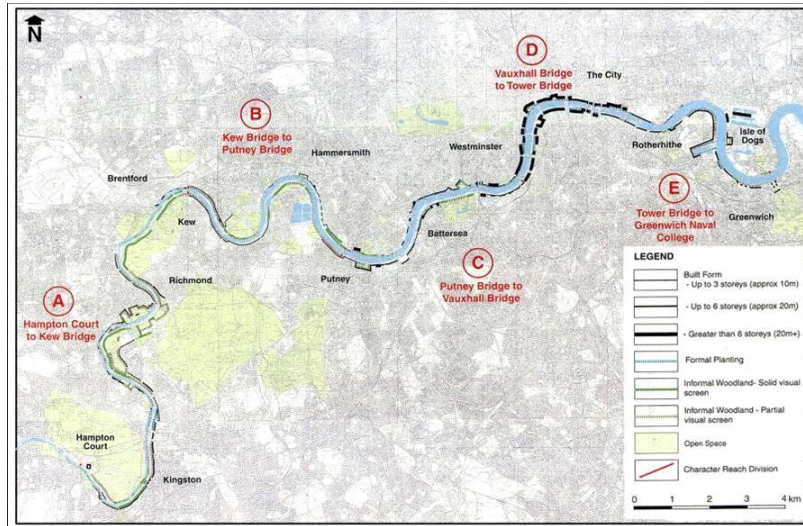 N
D
Vauxhall Bridge
to Tower Bridge
The City
B
Kew Bridge to
Putney Bridge
Hammersmith
Westminster
Isle of
Dogs
Rotherhithe
Brentford
E
Tower Bridge to
Greenwich Naval
College
Greenwich
Kew
Battersea
Putney
C
Putney Bridge to
Vauxhall Bridge
Richmond
A
Hampton Court
to Kew Bridge
Hampton
Court
Kingston
LEGEND
Built Form
- Up to 3 storeys (approx 10m)
- Up to 6 storeys (approx 20m)
- Greater than 6 storeys (20m+)
Formal Planting
Informal Woodland- Solid visual
screen
Informal Woodland - Partial
visual screen
Open Space
Character Reach Division
0 1 2 3 4 km